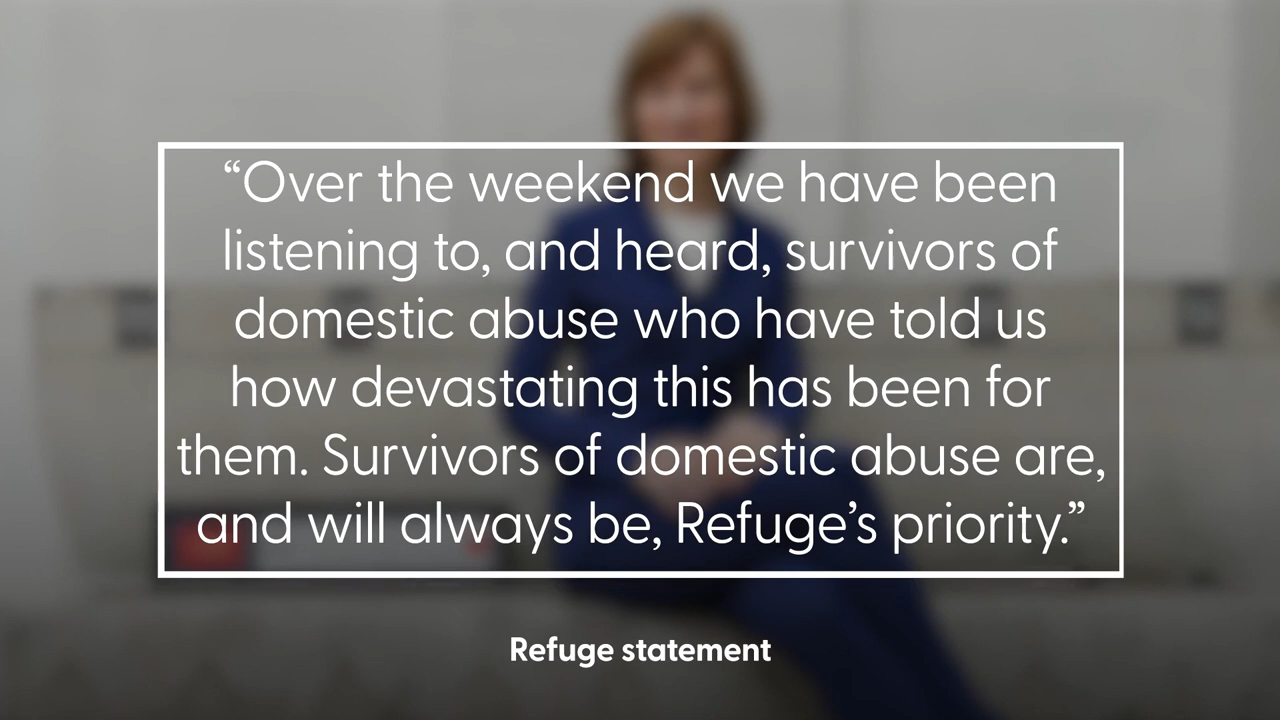 “Over the weekend we have been
listening to, and heard, survivors of
domestic abuse who have told us
how devastating this has been for
them. Survivors of domestic abuse are,
and will always be, Refuge’s priority.”
Refuge statement